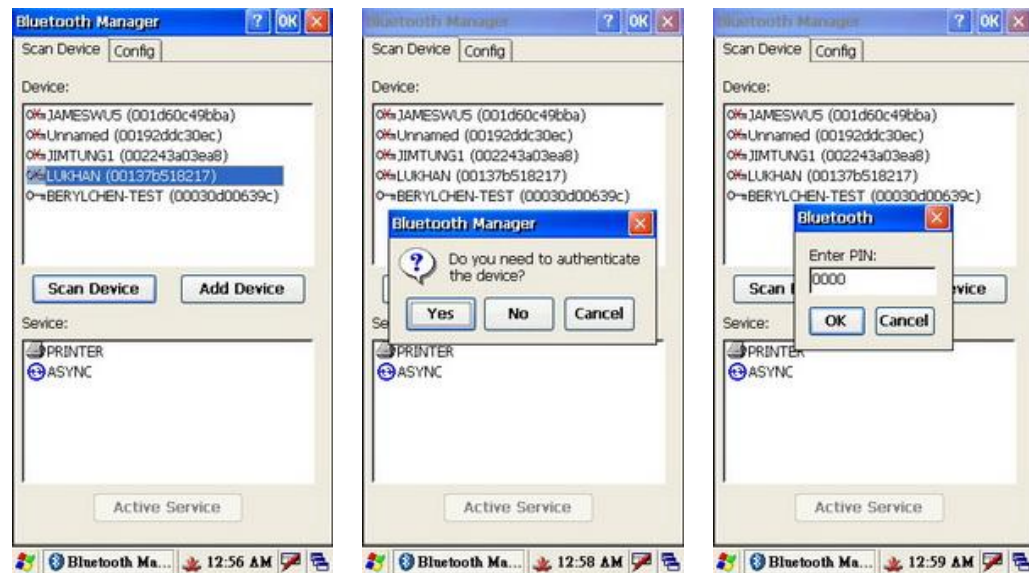 Bluetooth Manager ? OK ×
Scan Device Config
Device:
JAMESWU5 (001d60c49bba)
Unnamed (00192ddc30ec)
JIMTUNG1 (002243a03ea8)
LUKHAN (00137b518217)
BERYLCHEN-TEST (00030d00639c)
Scan Device Add Device
Sevice:
PRINTER
ASYNC
Active Service
Bluetooth Ma... 12:56 AM
Bluetooth Manager ? OK ×
Scan Device Config
Device:
JAMESWU5 (001d60c49bba)
Unnamed (00192ddc30ec)
JIMTUNG1 (002243a03ea8)
LUKHAN (00137b518217)
BERYLCHEN-TEST (00030d00639c)
Bluetooth Manager ×
? Do you need to authenticate
the device?
Yes No Cancel
Se
PRINTER
ASYNC
Active Service
Bluetooth Ma... 12:58 AM
Bluetooth Manager ? OK ×
Scan Device Config
Device:
JAMESWU5 (001d60c49bba)
Unnamed (00192ddc30ec)
JIMTUNG1 (002243a03ea8)
LUKHAN (00137b518217)
BERYLCHEN-TEST (00030d00639c)
Bluetooth ×
Enter PIN:
0000
Scan vice
OK Cancel
Sevice:
PRINTER
ASYNC
Active Service
Bluetooth Ma... 12:59 AM